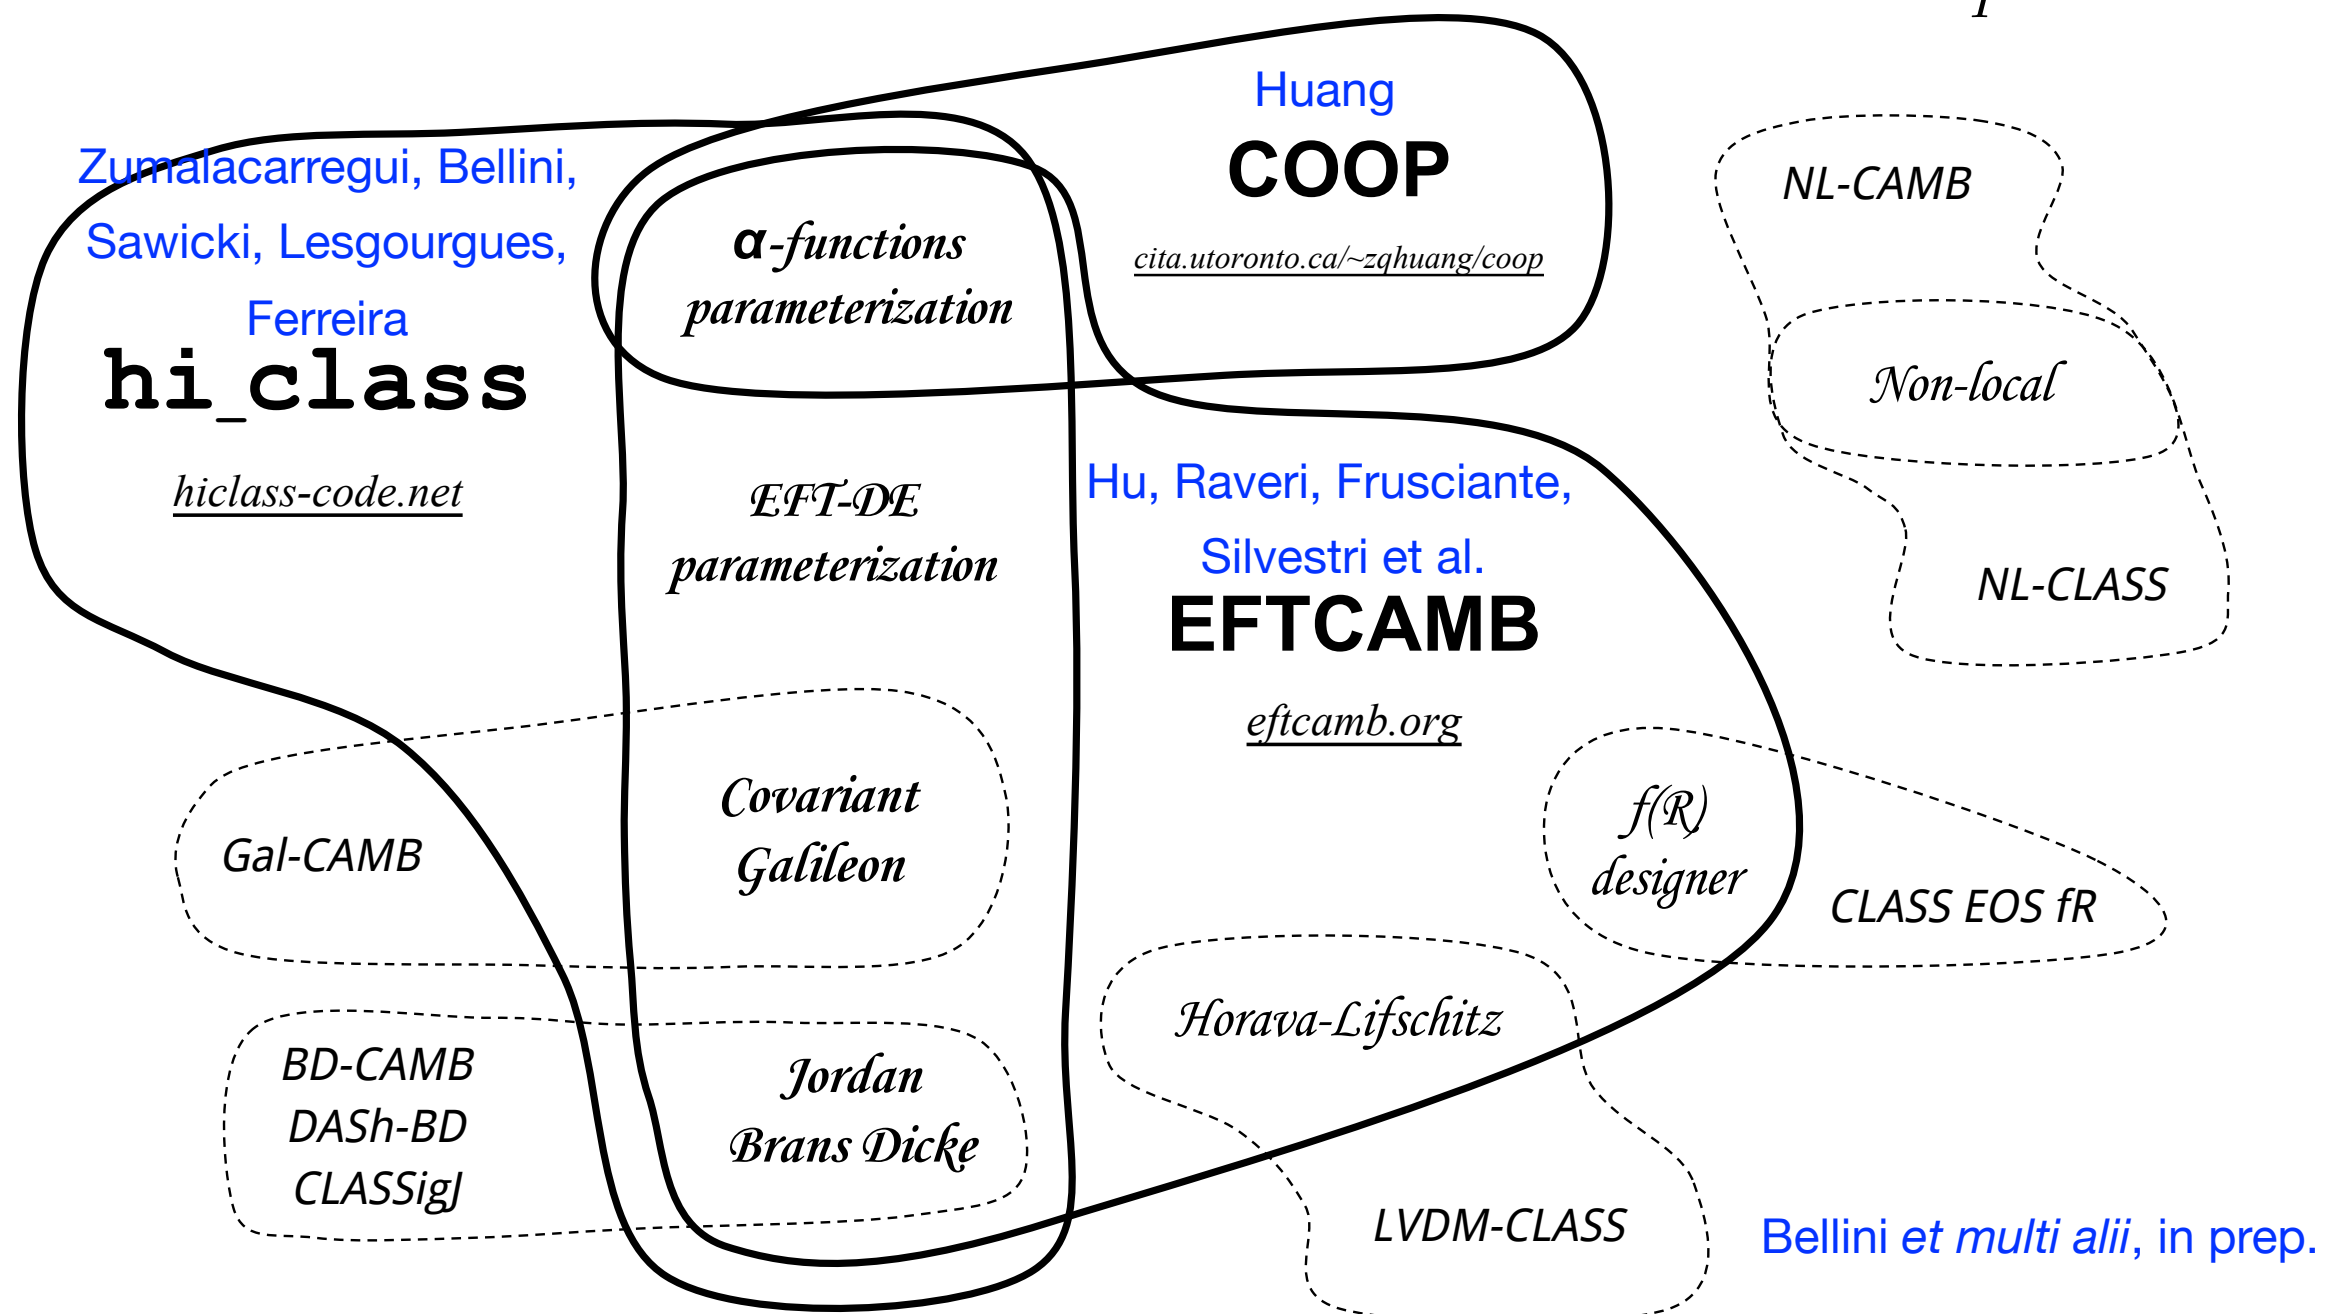 Huang
COOP
cita.utoronto.ca/~zqhuang/coop
Zumalacarregui, Bellini,
Sawicki, Lesgourgues,
Ferreira
hi_class
hiclass-code.net
α-functions
parameterization
EFT-DE
parameterization
Hu, Raveri, Frusciante,
Silvestri et al.
EFTCAMB
eftcamb.org
NL-CAMB
Non-local
NL-CLASS
Gal-CAMB
Covariant
Galileon
f(R)
designer
CLASS EOS fR
BD-CAMB
DASh-BD
CLASSigJ
Jordan
Brans Dicke
Horava-Lifschitz
LVDM-CLASS
Bellini et multi alii, in prep.